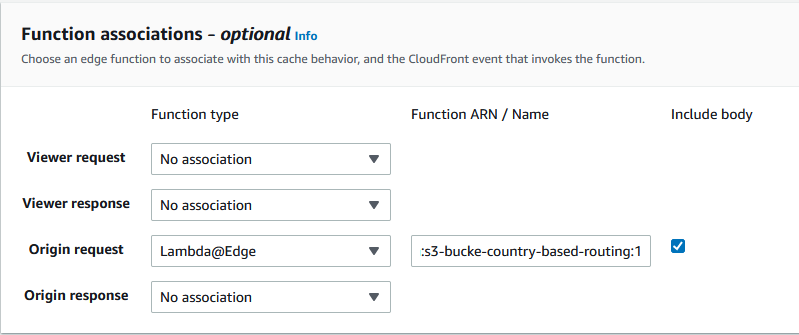 Function associations - optional Info
Choose an edge function to associate with this cache behavior, and the CloudFront event that invokes the function.
Function type Function ARN / Name Include body
Viewer request No association
Viewer response No association
Origin request Lambda@Edge :s3-bucke-country-based-routing:1
Origin response No association